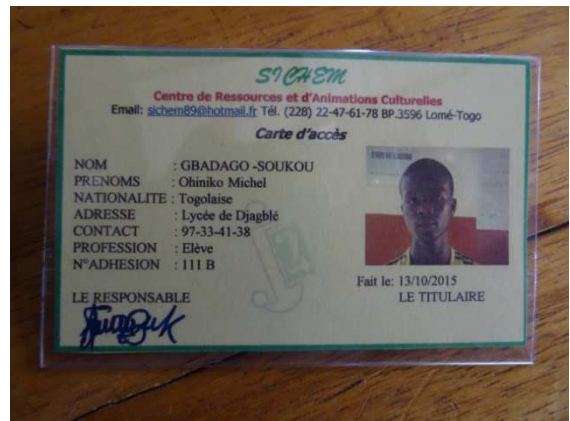 SICHEM
Centre de Ressources et d'Animations Culturelles
Email: sichem89@hotmail.fr Tél. (228) 22-47-61-78 BP.3596 Lomé-Togo
Carte d'accès
NOM : GBADAGO -SOUKOU
PRENOMS : Ohiniko Michel
NATIONALITE : Togolaise
ADRESSE : Lycée de Djagblé
CONTACT : 97-33-41-38
PROFESSION : Elève
N°ADHESION : 111 B
Fait le: 13/10/2015
LE RESPONSABLE
LE TITULAIRE